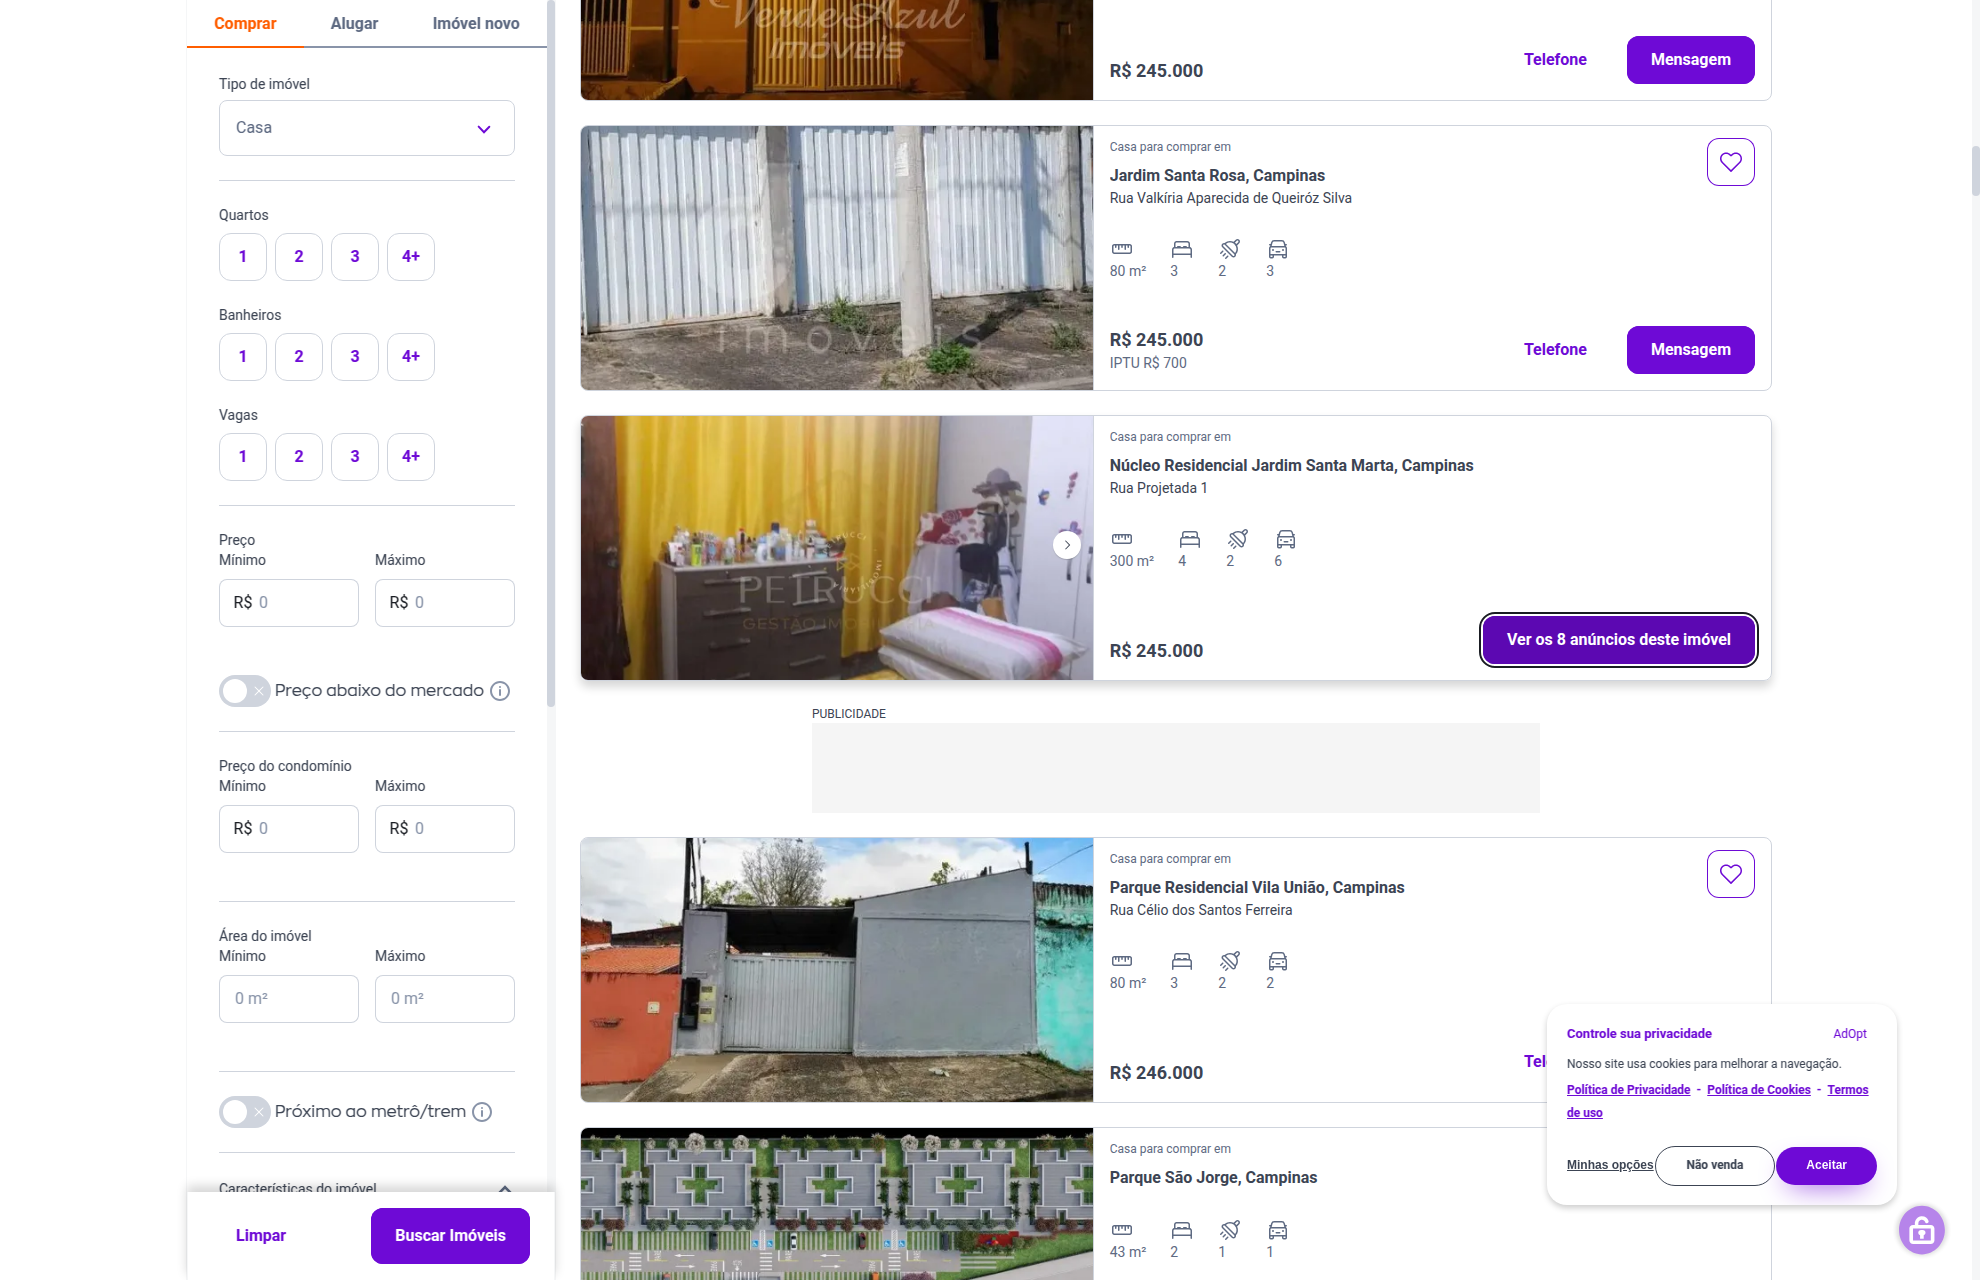 Comprar
Alugar
Imóvel novo
Tipo de imóvel
Casa
Quartos
1
2
3
4+
Banheiros
1
2
3
4+
Vagas
1
2
3
4+
Preço
Mínimo
Máximo
R$ 0
R$ 0
Preço abaixo do mercado
Preço do condomínio
Mínimo
Máximo
R$ 0
R$ 0
Área do imóvel
Mínimo
Máximo
0 m²
0 m²
Próximo ao metrô/trem
Características do imóvel
Limpar
Buscar Imóveis
VerdeAzul
Imóveis
R$ 245.000
Telefone
Mensagem
imóveis
Casa para comprar em
Jardim Santa Rosa, Campinas
Rua Valkíria Aparecida de Queiróz Silva
80 m²
3
2
3
R$ 245.000
IPTU R$ 700
Telefone
Mensagem
PETRUCCI
GESTÃO IMOBILIÁRIA
Casa para comprar em
Núcleo Residencial Jardim Santa Marta, Campinas
Rua Projetada 1
300 m²
4
2
6
R$ 245.000
Ver os 8 anúncios deste imóvel
PUBLICIDADE
Casa para comprar em
Parque Residencial Vila União, Campinas
Rua Célio dos Santos Ferreira
80 m²
3
2
2
R$ 246.000
Casa para comprar em
Parque São Jorge, Campinas
43 m²
2
1
1
Controle sua privacidade
AdOpt
Nosso site usa cookies para melhorar a navegação.
Política de Privacidade - Política de Cookies - Termos
de uso
Minhas opções
Não venda
Aceitar